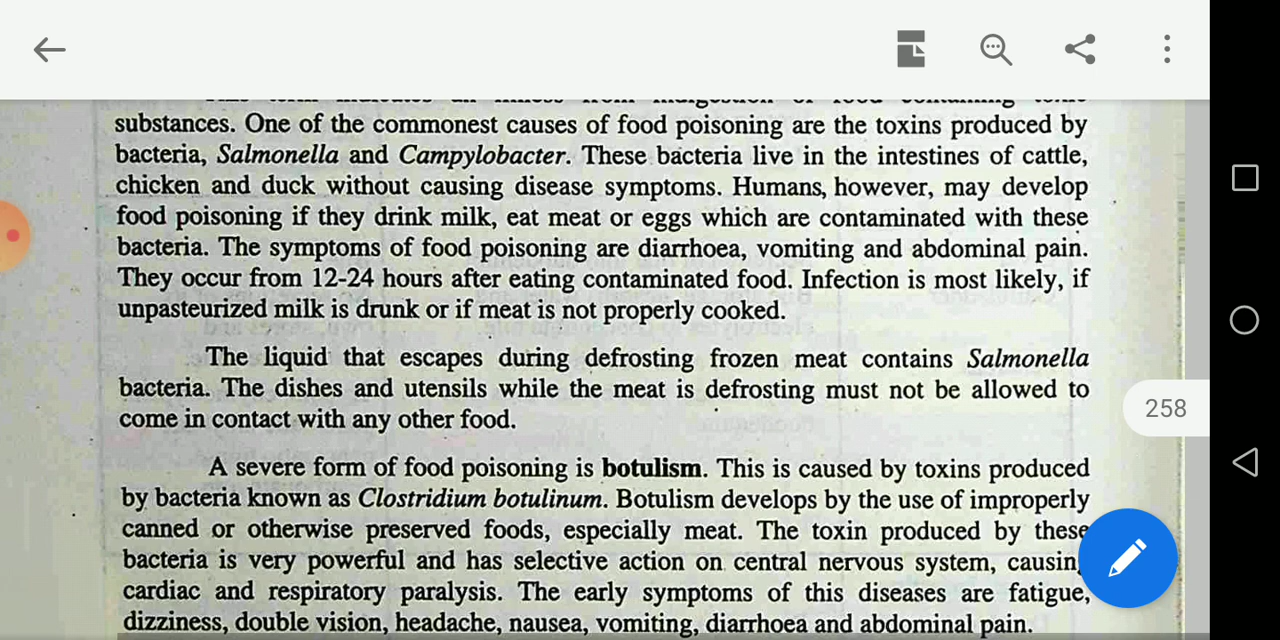 substances. One of the commonest causes of food poisoning are the toxins produced by
bacteria, Salmonella and Campylobacter. These bacteria live in the intestines of cattle,
chicken and duck without causing disease symptoms. Humans, however, may develop
food poisoning if they drink milk, eat meat or eggs which are contaminated with these
bacteria. The symptoms of food poisoning are diarrhoea, vomiting and abdominal pain.
They occur from 12-24 hours after eating contaminated food. Infection is most likely, if
unpasteurized milk is drunk or if meat is not properly cooked.
The liquid that escapes during defrosting frozen meat contains Salmonella
bacteria. The dishes and utensils while the meat is defrosting must not be allowed to
come in contact with any other food.
258
A severe form of food poisoning is botulism. This is caused by toxins produced
by bacteria known as Clostridium botulinum. Botulism develops by the use of improperly
canned or otherwise preserved foods, especially meat. The toxin produced by these
bacteria is very powerful and has selective action on central nervous system, causing
cardiac and respiratory paralysis. The early symptoms of this diseases are fatigue,
dizziness, double vision, headache, nausea, vomiting, diarrhoea and abdominal pain.